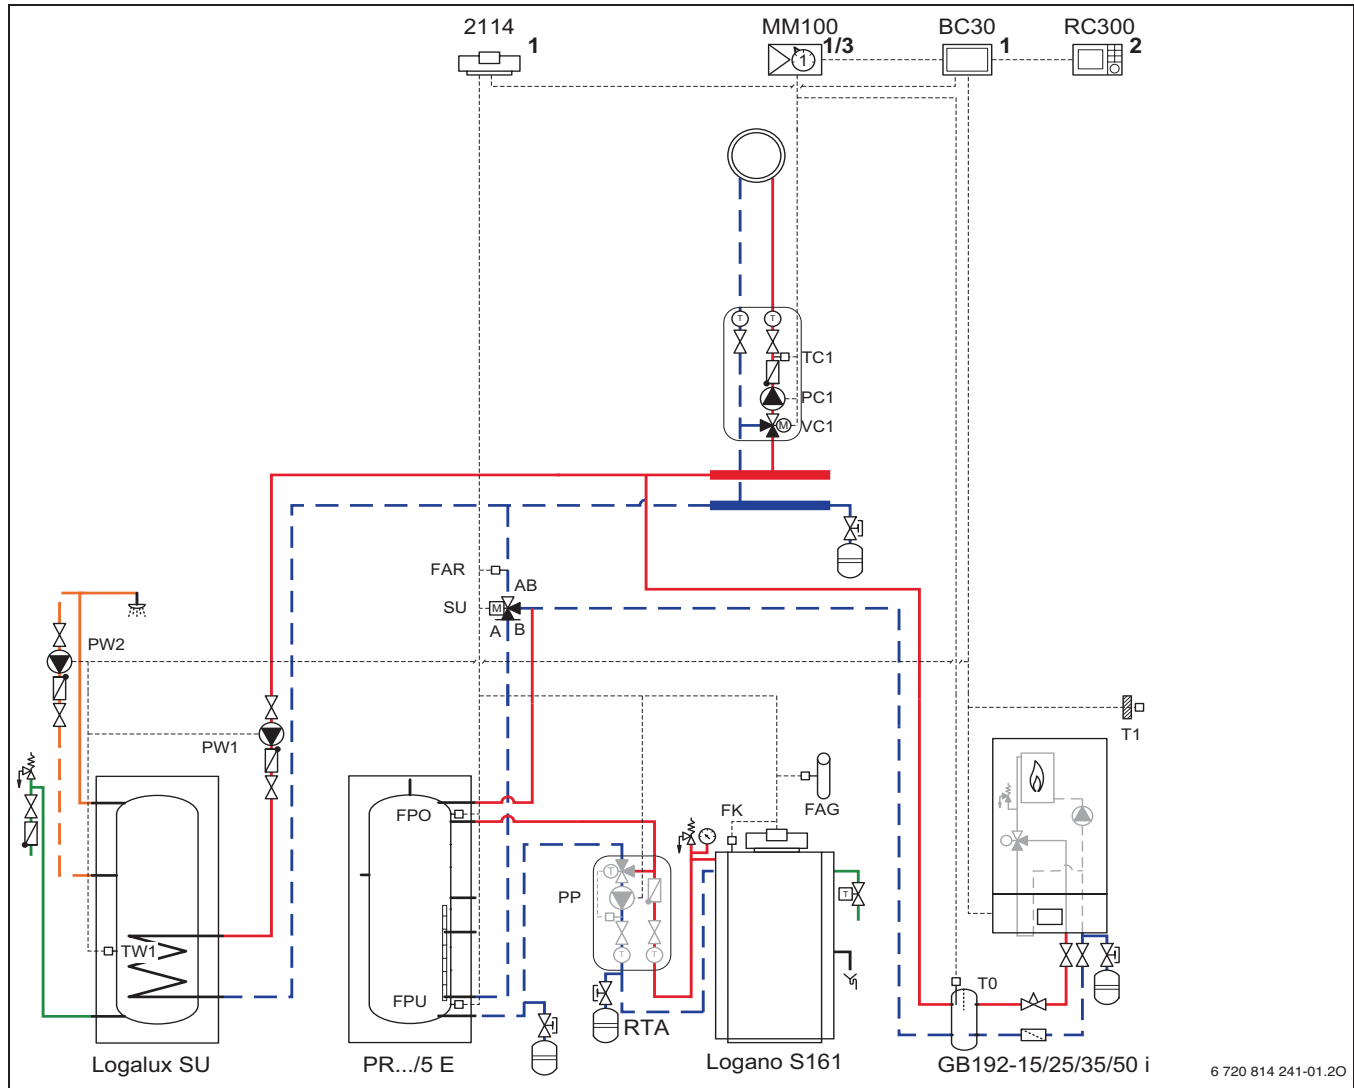 2114
1
MM100
1/3
BC30
1
RC300
2
1
T
T
TC1
PC1
M
VC1
FAR
AB
SU
M
A
B
PW2
PW1
T1
FPO
FK
FAG
PP
T
T
TW1
T
T
FPU
T0
RTA
Logalux SU
PR.../5 E
Logano S161
GB192-15/25/35/50 i
6 720 814 241-01.2O